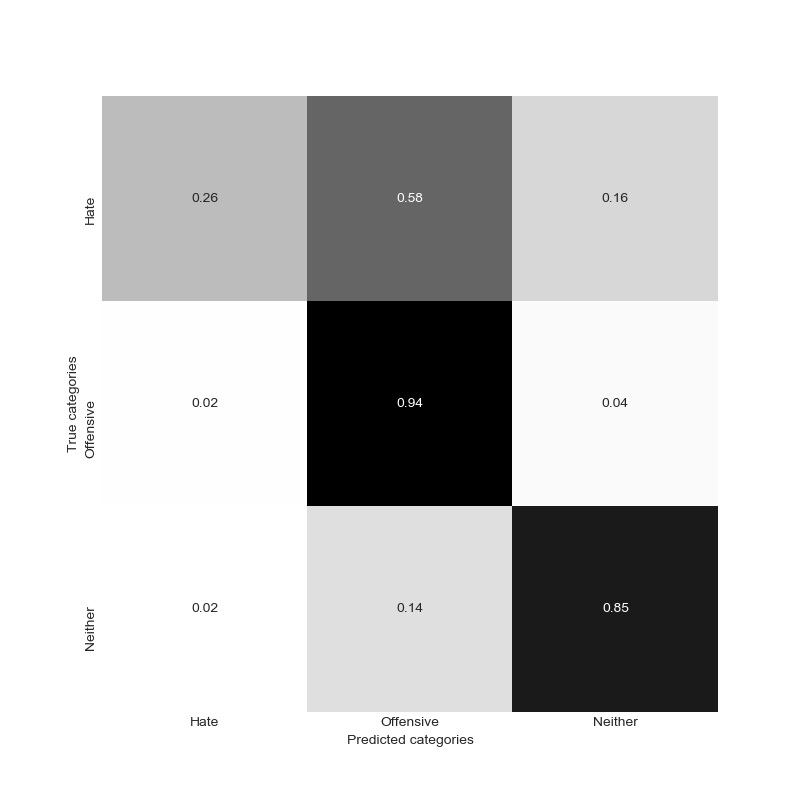 Hate
0.26
0.58
0.16
True categories
Offensive
0.02
0.94
0.04
Neither
0.02
0.14
0.85
Hate
Offensive
Neither
Predicted categories